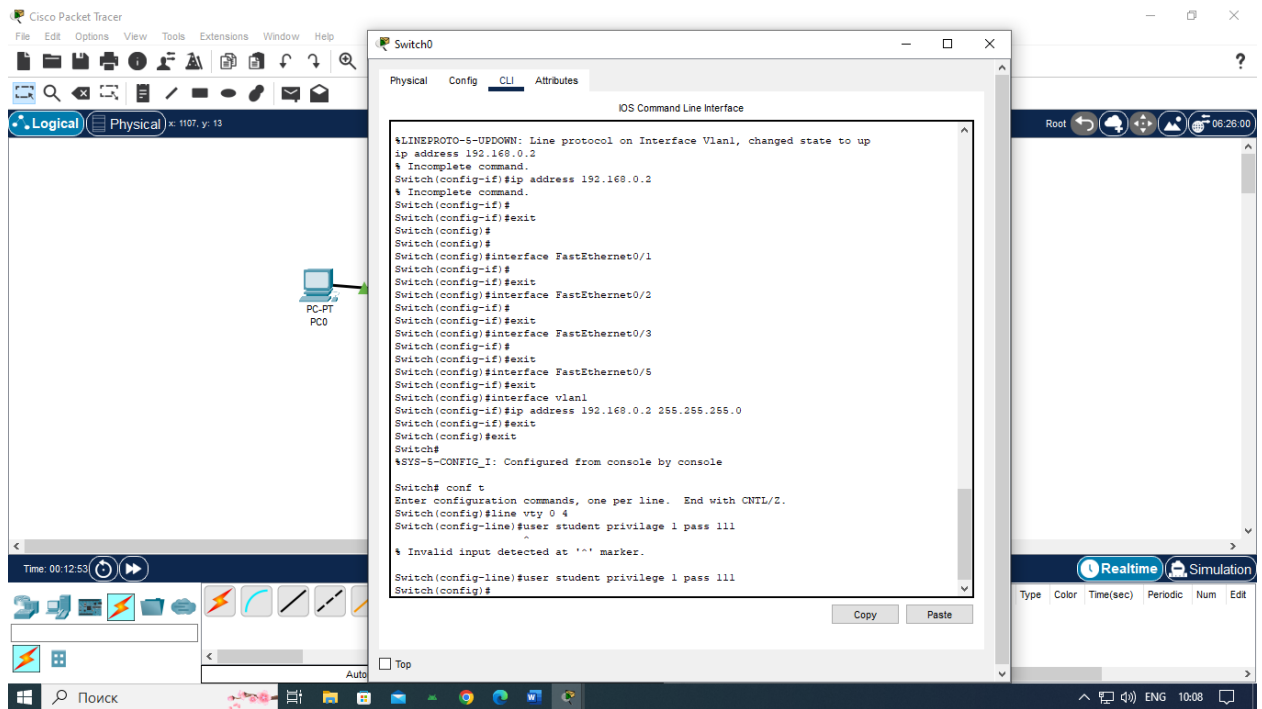 Cisco Packet Tracer
File Edit Options View Tools Extensions Window Help
?
Logical Physical x: 1107, y: 13
Root 06:26:00
PC-PT
PC0
Switch0
Physical Config CLI Attributes
IOS Command Line Interface
%LINEPROTO-5-UPDOWN: Line protocol on Interface Vlan1, changed state to up
ip address 192.168.0.2
% Incomplete command.
Switch(config-if)#ip address 192.168.0.2
% Incomplete command.
Switch(config-if)#
Switch(config-if)#exit
Switch(config)#
Switch(config)#
Switch(config)#interface FastEthernet0/1
Switch(config-if)#
Switch(config-if)#exit
Switch(config)#interface FastEthernet0/2
Switch(config-if)#
Switch(config-if)#exit
Switch(config)#interface FastEthernet0/3
Switch(config-if)#
Switch(config-if)#exit
Switch(config)#interface FastEthernet0/5
Switch(config-if)#exit
Switch(config)#interface vlan1
Switch(config-if)#ip address 192.168.0.2 255.255.255.0
Switch(config-if)#exit
Switch(config)#exit
Switch#
%SYS-5-CONFIG_I: Configured from console by console
Switch# conf t
Enter configuration commands, one per line. End with CNTL/Z.
Switch(config)#line vty 0 4
Switch(config-line)#user student privilage 1 pass 111
^
% Invalid input detected at '^' marker.
Switch(config-line)#user student privilege 1 pass 111
Switch(config)#
Copy Paste
Top
Time: 00:12:53
Realtime Simulation
Type Color Time(sec) Periodic Num Edit
Auto
Поиск
ENG 10:08